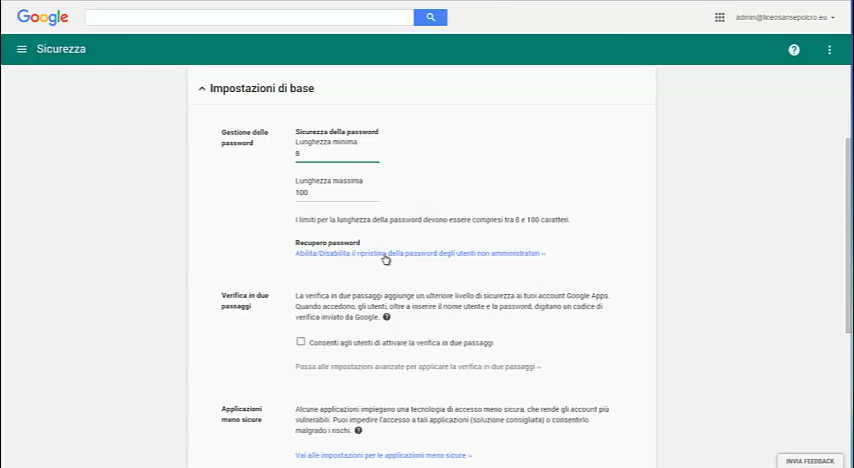 Google
admin@liceosansepolcro.eu
Sicurezza
Impostazioni di base
Gestione delle password
Sicurezza della password
Lunghezza minima
8
Lunghezza massima
100
I limiti per la lunghezza della password devono essere compresi tra 8 e 100 caratteri.
Recupero password
Abilita/Disabilita il ripristino della password degli utenti non amministratori
Verifica in due passaggi
La verifica in due passaggi aggiunge un ulteriore livello di sicurezza ai tuoi account Google Apps.
Quando accedono, gli utenti, oltre a inserire il nome utente e la password, digitano un codice di
verifica inviato da Google.
Consenti agli utenti di attivare la verifica in due passaggi
Passa alle impostazioni avanzate per applicare la verifica in due passaggi
Applicazioni meno sicure
Alcune applicazioni impiegano una tecnologia di accesso meno sicura, che rende gli account più
vulnerabili. Puoi impedire l'accesso a tali applicazioni (soluzione consigliata) o consentirlo
malgrado i rischi.
Vai alle impostazioni per le applicazioni meno sicure
INVIA FEEDBACK